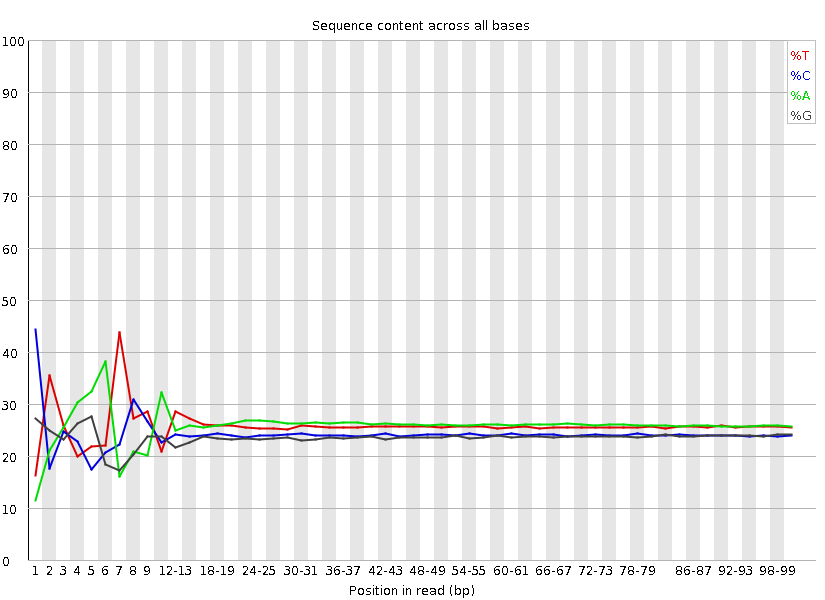 Sequence content across all bases
100
90
80
70
60
50
40
30
20
10
0
%T
%C
%A
%G
1 2 3 4 5 6 7 8 9 12-13 18-19 24-25 30-31 36-37 42-43 48-49 54-55 60-61 66-67 72-73 78-79 86-87 92-93 98-99
Position in read (bp)